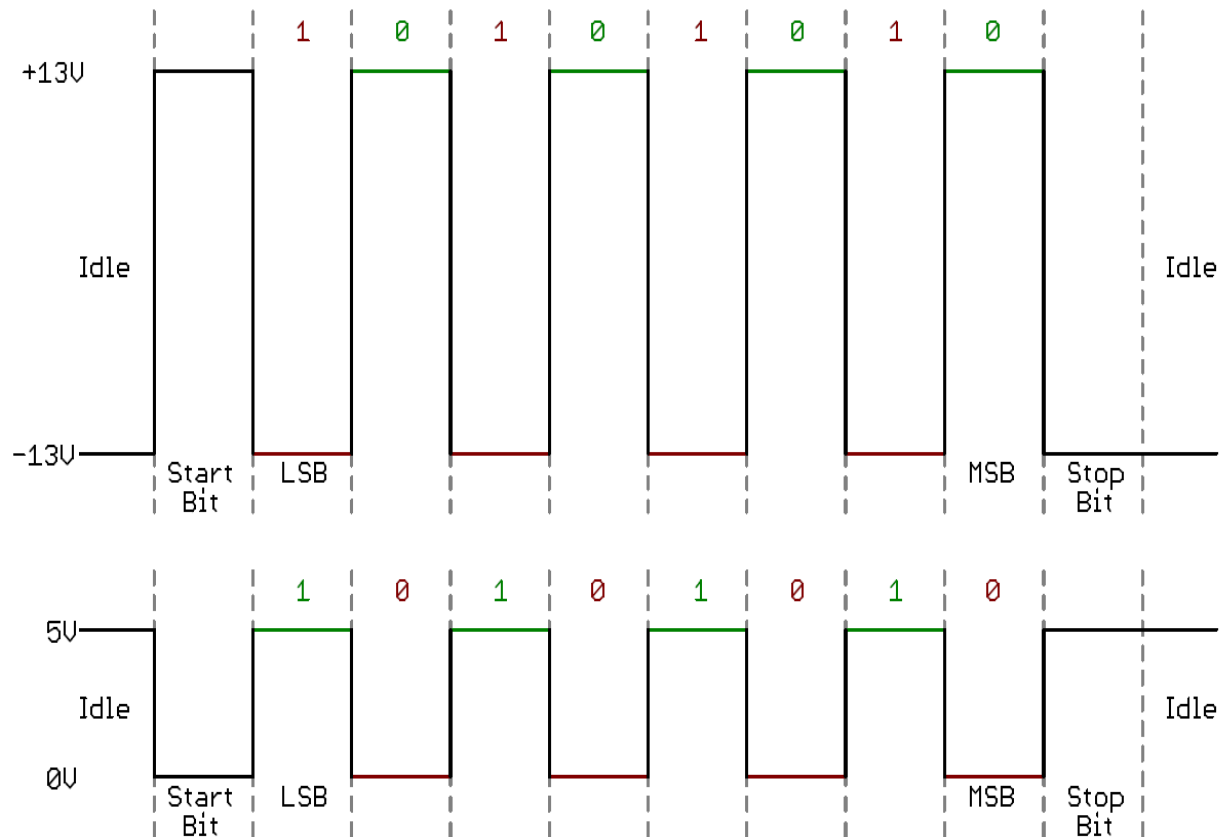 1 0 1 0 1 0 1 0
+13V
Idle Idle
-13V
Start LSB MSB Stop
Bit Bit
1 0 1 0 1 0 1 0
5V
Idle Idle
0V
Start LSB MSB Stop
Bit Bit